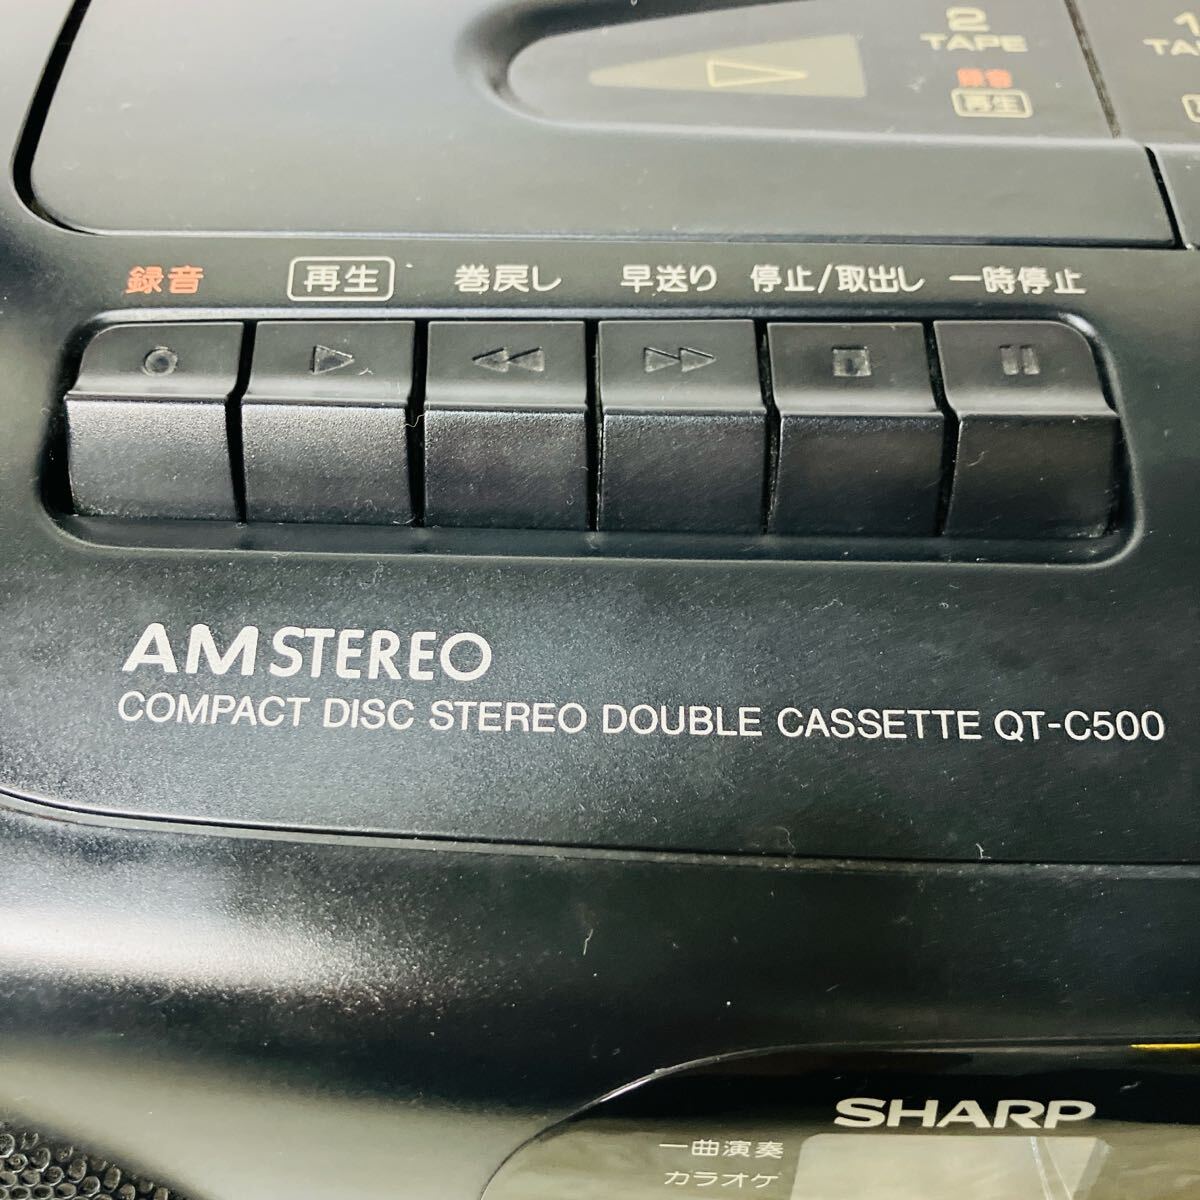 2 TAPE
録音
再生
録音 再生 巻戻し 早送り 停止/取出し 一時停止
AM STEREO
COMPACT DISC STEREO DOUBLE CASSETTE QT-C500
SHARP
一曲演奏
カラオケ